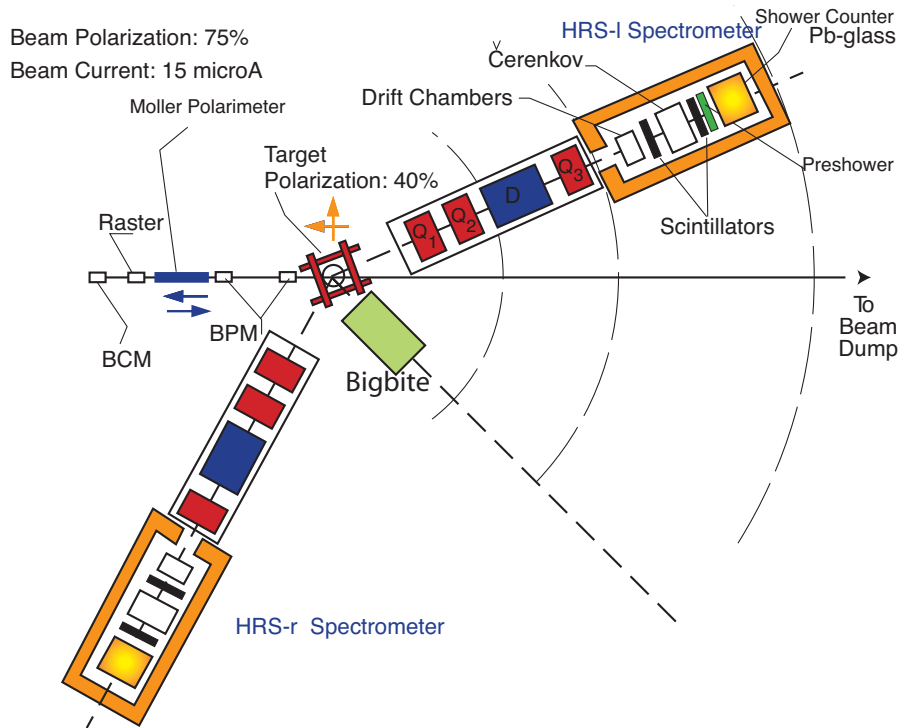 Beam Polarization: 75%
Beam Current: 15 microA
Moller Polarimeter
HRS-l Spectrometer
Shower Counter
Pb-glass
Čerenkov
Drift Chambers
Target
Polarization: 40%
Preshower
Scintillators
Q1
Q2
D
Q3
Raster
BCM
BPM
Bigbite
To
Beam
Dump
HRS-r Spectrometer